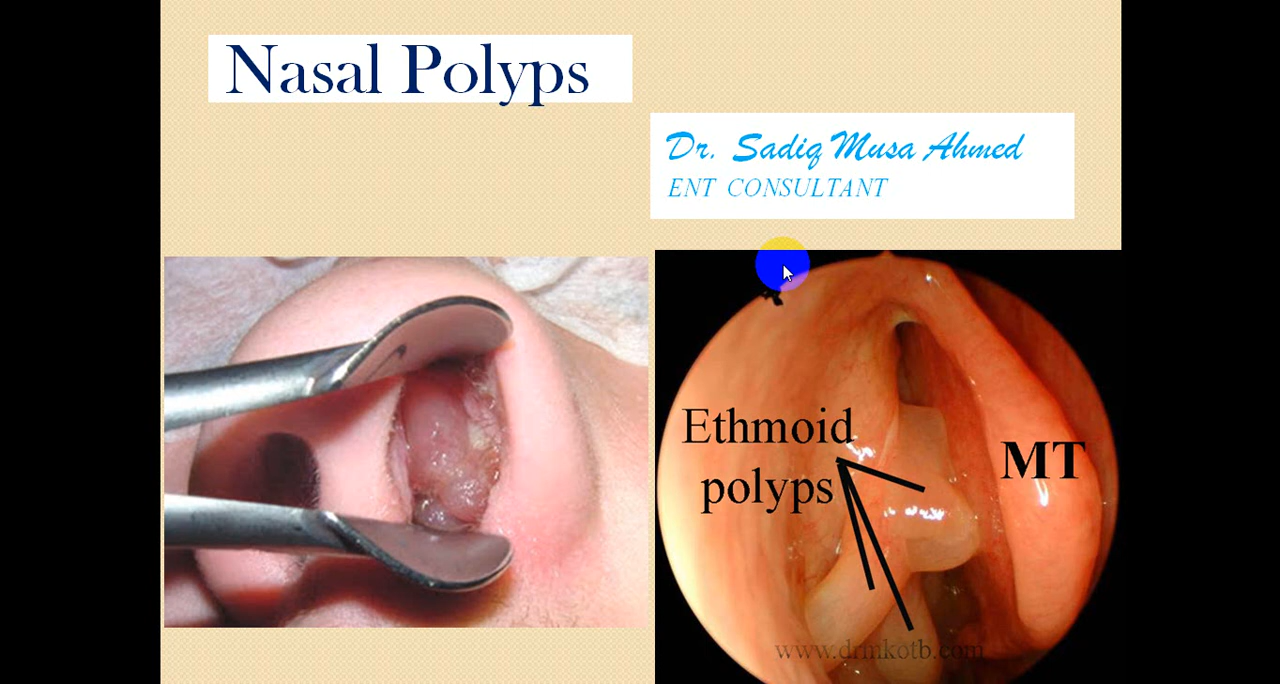 Nasal Polyps
Dr. Sadiq Musa Ahmed
ENT CONSULTANT
Ethmoid
polyps
MT
www.drmkotb.com